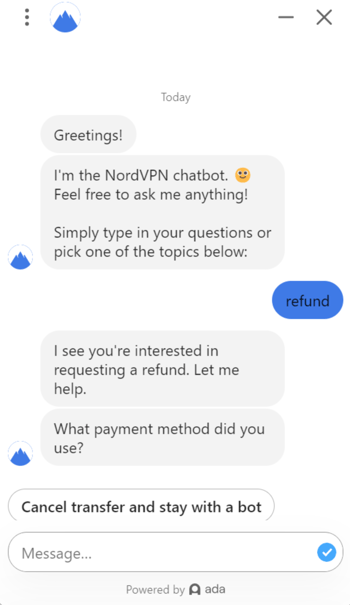 Today
Greetings!
I'm the NordVPN chatbot. 🙂
Feel free to ask me anything!
Simply type in your questions or
pick one of the topics below:
refund
I see you're interested in
requesting a refund. Let me
help.
What payment method did you
use?
Cancel transfer and stay with a bot
Message...
Powered by ada